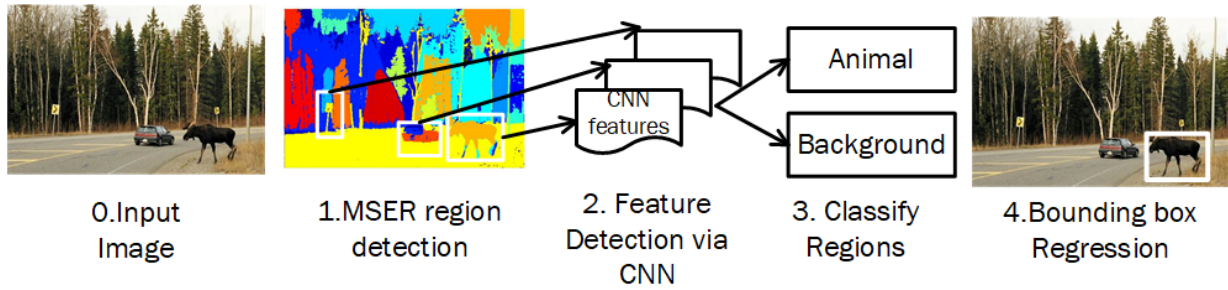 CNN
features
Animal
Background
0.Input
Image
1.MSER region
detection
2. Feature
Detection via
CNN
3. Classify
Regions
4.Bounding box
Regression